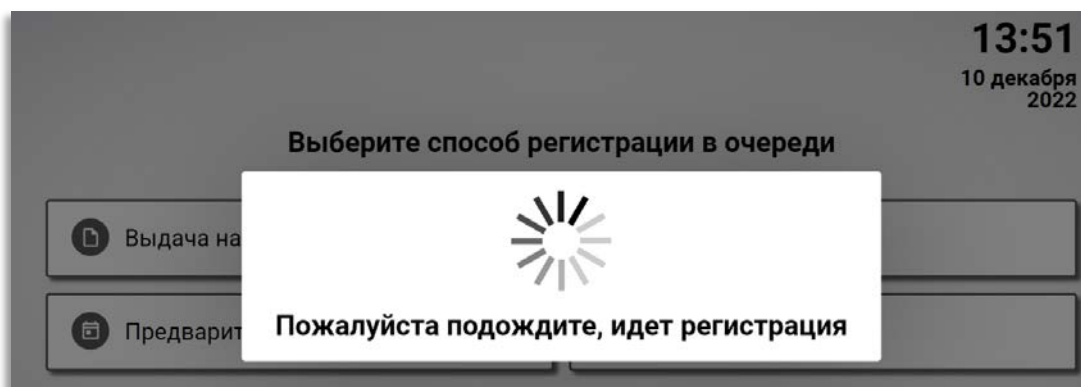 13:51
10 декабря
2022
Выберите способ регистрации в очереди
Выдача на
Предварит
Пожалуйста подождите, идет регистрация